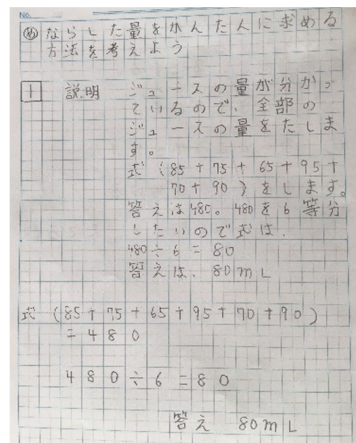 No.
め ならした量をかんたんに求める
方法を考えよう
1 説明 ジュースの量が分かっ
ているので、全部の
ジュースの量をたしま
す。
式 (85+75+65+95+
70+90)をします。
答えは480。480を6等分
したいので式は、
480÷6=80
答えは、80mL
式 (85+75+65+95+70+90)
=480
480÷6=80
答え 80mL